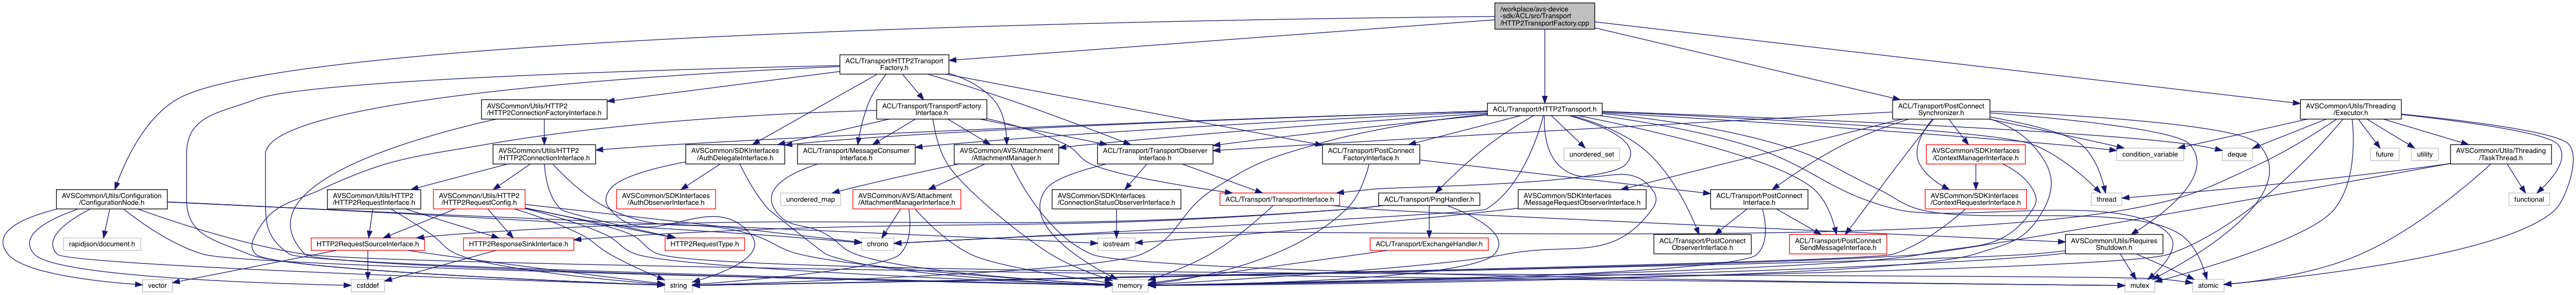 /workplace/avs-device
-sdk/ACL/src/Transport
/HTTP2TransportFactory.cpp
ACL/Transport/HTTP2Transport
Factory.h
AVSCommon/Utils/HTTP2
/HTTP2ConnectionFactoryInterface.h
ACL/Transport/TransportFactory
Interface.h
ACL/Transport/HTTP2Transport.h
ACL/Transport/PostConnect
Synchronizer.h
AVSCommon/Utils/Threading
/Executor.h
AVSCommon/Utils/HTTP2
/HTTP2ConnectionInterface.h
AVSCommon/SDKInterfaces
/AuthDelegateInterface.h
ACL/Transport/MessageConsumer
Interface.h
AVSCommon/AVS/Attachment
/AttachmentManager.h
ACL/Transport/TransportObserver
Interface.h
ACL/Transport/PostConnect
FactoryInterface.h
unordered_set
AVSCommon/SDKInterfaces
/ContextManagerInterface.h
condition_variable
deque
future
utility
AVSCommon/Utils/Threading
/TaskThread.h
AVSCommon/Utils/Configuration
/ConfigurationNode.h
AVSCommon/Utils/HTTP2
/HTTP2RequestInterface.h
AVSCommon/Utils/HTTP2
/HTTP2RequestConfig.h
AVSCommon/SDKInterfaces
/AuthObserverInterface.h
unordered_map
AVSCommon/AVS/Attachment
/AttachmentManagerInterface.h
AVSCommon/SDKInterfaces
/ConnectionStatusObserverInterface.h
ACL/Transport/TransportInterface.h
ACL/Transport/PingHandler.h
AVSCommon/SDKInterfaces
/MessageRequestObserverInterface.h
ACL/Transport/PostConnect
Interface.h
AVSCommon/SDKInterfaces
/ContextRequesterInterface.h
thread
functional
rapidjson/document.h
HTTP2RequestSourceInterface.h
HTTP2ResponseSinkInterface.h
HTTP2RequestType.h
chrono
iostream
ACL/Transport/ExchangeHandler.h
ACL/Transport/PostConnect
ObserverInterface.h
ACL/Transport/PostConnect
SendMessageInterface.h
AVSCommon/Utils/Requires
Shutdown.h
vector
cstddef
string
memory
mutex
atomic